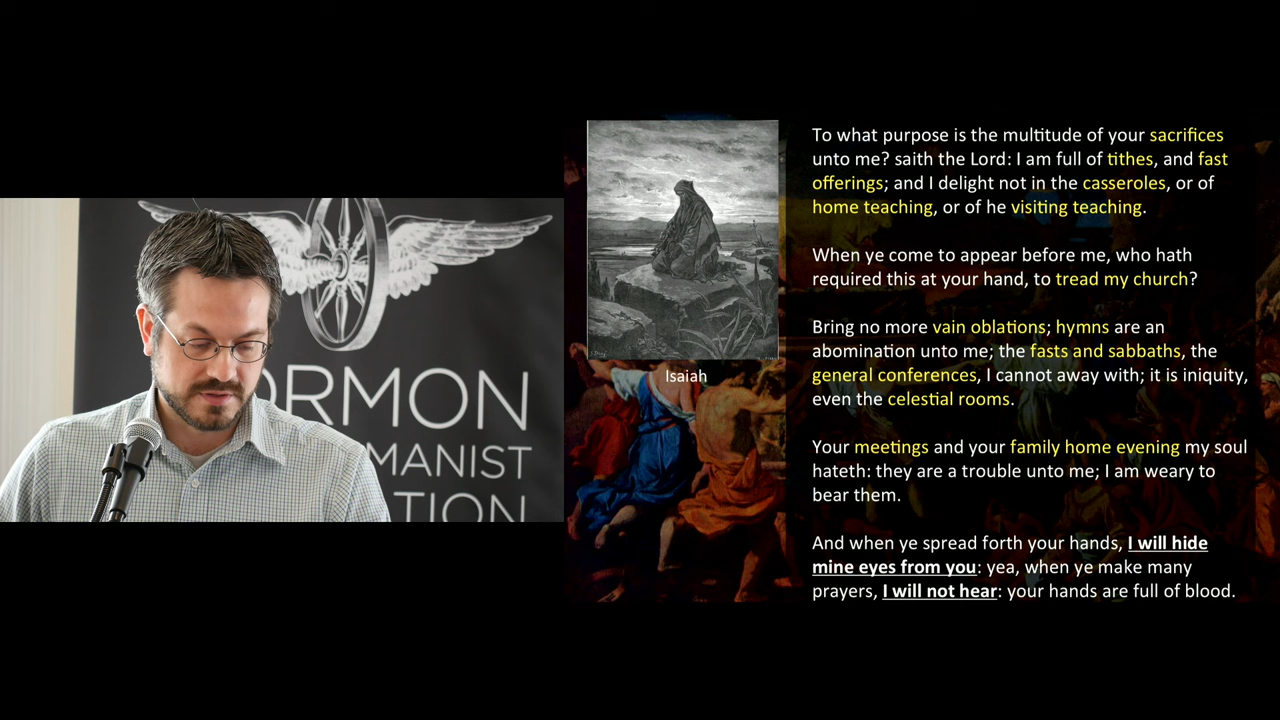 ORMON
MANIST
TION
Isaiah
To what purpose is the multitude of your sacrifices
unto me? saith the Lord: I am full of tithes, and fast
offerings; and I delight not in the casseroles, or of
home teaching, or of he visiting teaching.
When ye come to appear before me, who hath
required this at your hand, to tread my church?
Bring no more vain oblations; hymns are an
abomination unto me; the fasts and sabbaths, the
general conferences, I cannot away with; it is iniquity,
even the celestial rooms.
Your meetings and your family home evening my soul
hateth: they are a trouble unto me; I am weary to
bear them.
And when ye spread forth your hands, I will hide
mine eyes from you: yea, when ye make many
prayers, I will not hear: your hands are full of blood.